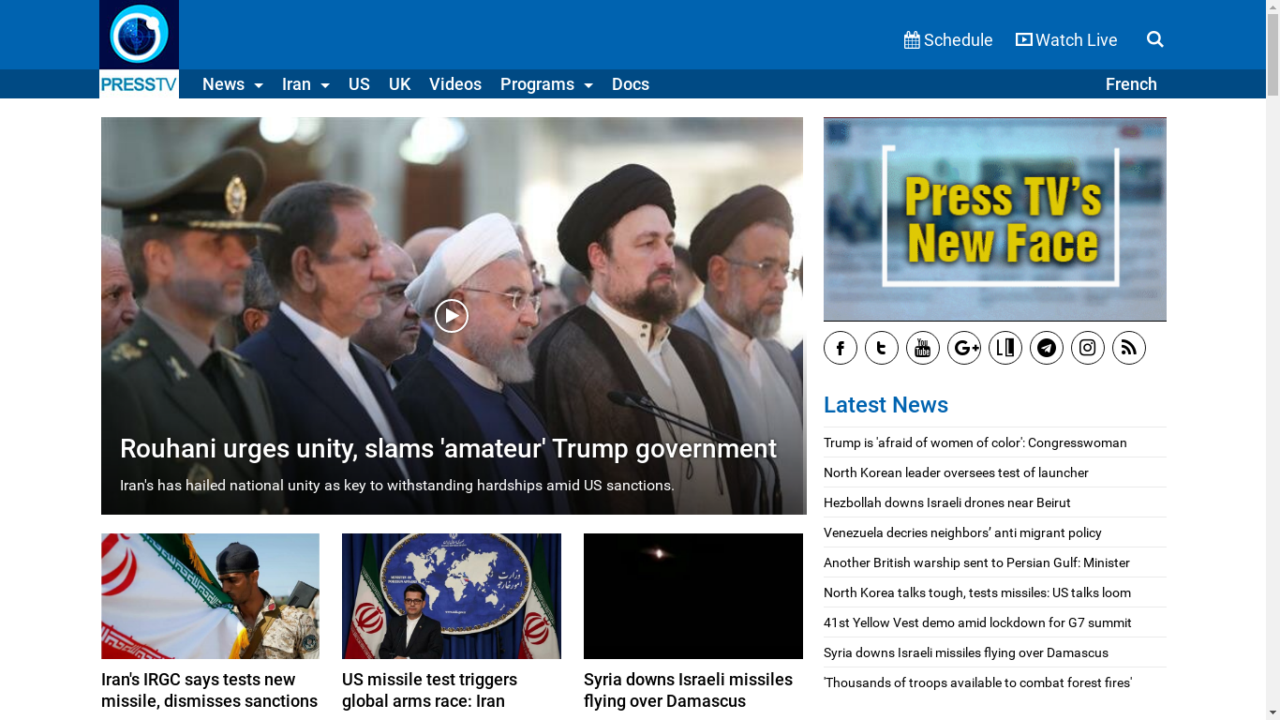 Schedule
Watch Live
PRESSTV
News
Iran
US
UK
Videos
Programs
Docs
French
Press TV's
New Face
Rouhani urges unity, slams 'amateur' Trump government
Iran's has hailed national unity as key to withstanding hardships amid US sanctions.
Latest News
Trump is 'afraid of women of color': Congresswoman
North Korean leader oversees test of launcher
Hezbollah downs Israeli drones near Beirut
Venezuela decries neighbors’ anti migrant policy
Another British warship sent to Persian Gulf: Minister
North Korea talks tough, tests missiles: US talks loom
41st Yellow Vest demo amid lockdown for G7 summit
Syria downs Israeli missiles flying over Damascus
'Thousands of troops available to combat forest fires'
Iran's IRGC says tests new
missile, dismisses sanctions
US missile test triggers
global arms race: Iran
Syria downs Israeli missiles
flying over Damascus